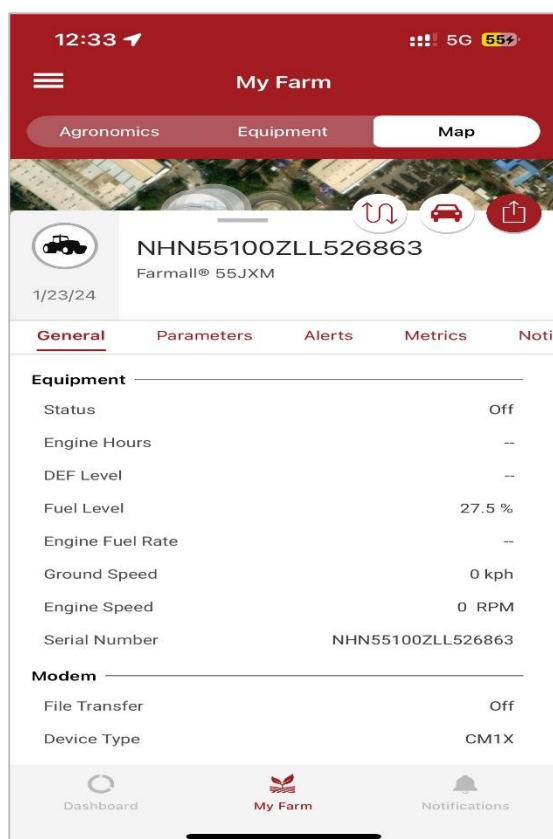 12:33 5G 55
My Farm
Agronomics Equipment Map
NHN55100ZLL526863
Farmall® 55JXM
1/23/24
General Parameters Alerts Metrics Noti
Equipment
Status Off
Engine Hours --
DEF Level --
Fuel Level 27.5 %
Engine Fuel Rate --
Ground Speed 0 kph
Engine Speed 0 RPM
Serial Number NHN55100ZLL526863
Modem
File Transfer Off
Device Type CM1X
Dashboard My Farm Notifications